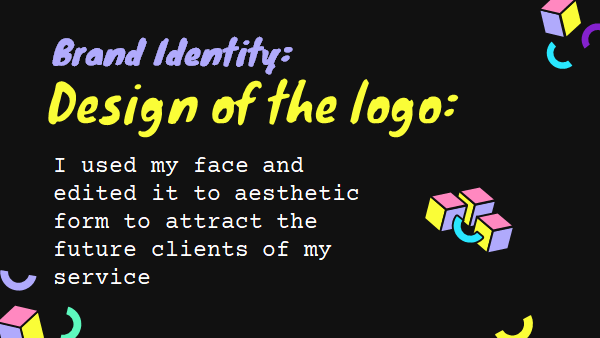 Brand Identity:
Design of the logo:
I used my face and
edited it to aesthetic
form to attract the
future clients of my
service